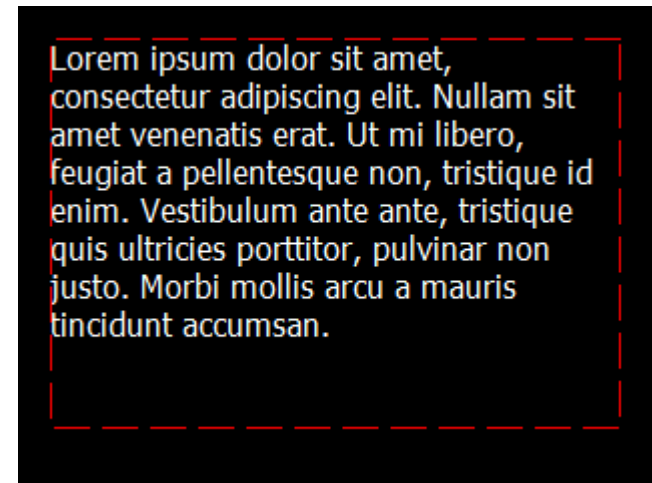 Lorem ipsum dolor sit amet,
consectetur adipiscing elit. Nullam sit
amet venenatis erat. Ut mi libero,
feugiat a pellentesque non, tristique id
enim. Vestibulum ante ante, tristique
quis ultricies porttitor, pulvinar non
justo. Morbi mollis arcu a mauris
tincidunt accumsan.